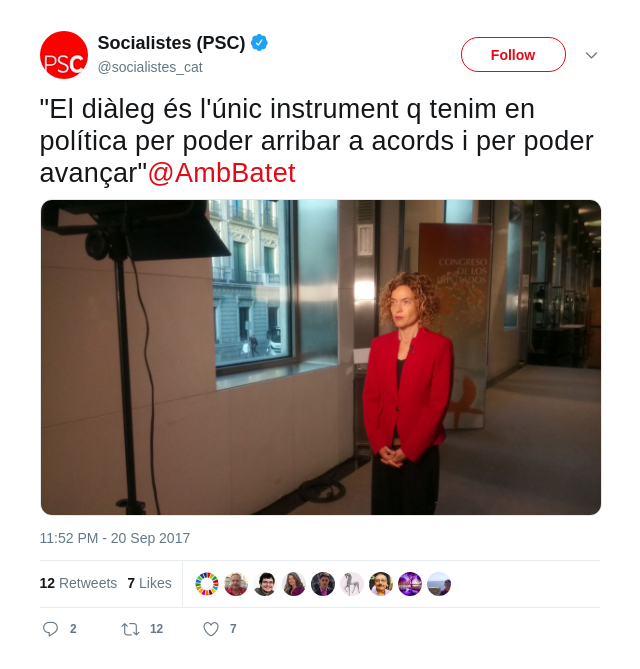 PSC
Socialistes (PSC)
@socialistes_cat
Follow
"El diàleg és l'únic instrument q tenim en
política per poder arribar a acords i per poder
avançar"@AmbBatet
CONGRESO
DE LOS
DIPUTADOS
11:52 PM - 20 Sep 2017
12 Retweets 7 Likes
2 12 7